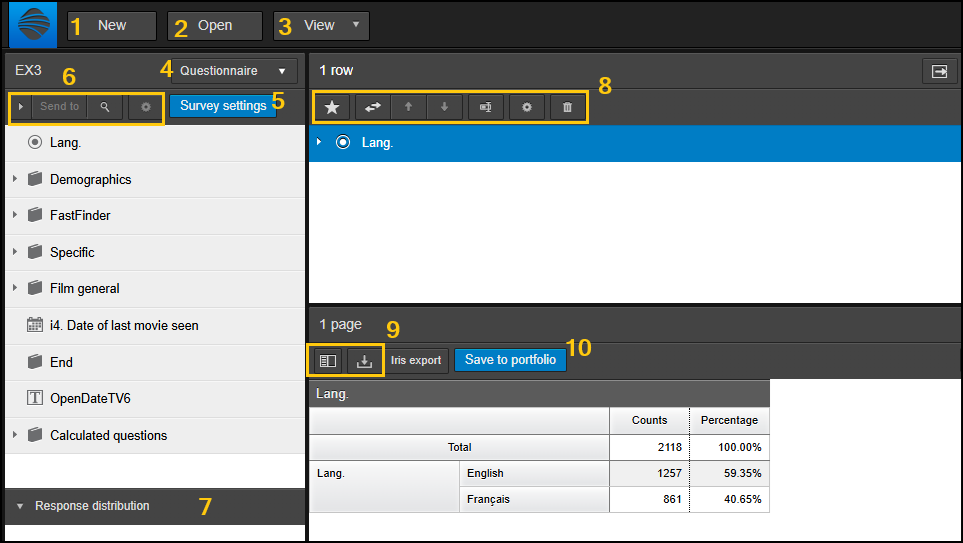 1 New
2 Open
3 View
EX3
4 Questionnaire
6
Send to
Survey settings 5
Lang.
Demographics
FastFinder
Specific
Film general
i4. Date of last movie seen
End
T OpenDateTV6
Calculated questions
Response distribution 7
1 row
8
Lang.
1 page
9
Iris export
Save to portfolio 10
Lang.
Counts Percentage
Total 2118 100.00%
Lang. English 1257 59.35%
Français 861 40.65%